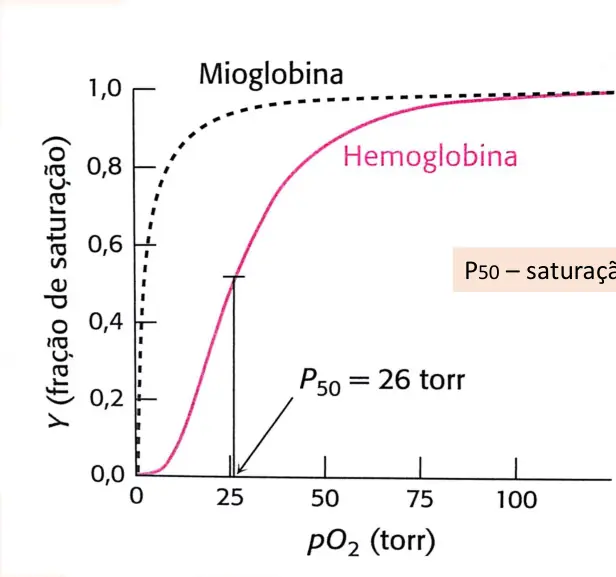 Mioglobina
1,0
0,8
Hemoglobina
0,6
P50 – saturaçã
0,4
P50 = 26 torr
0,2
0,0
0 25 50 75 100
pO2 (torr)
Y (fração de saturação)